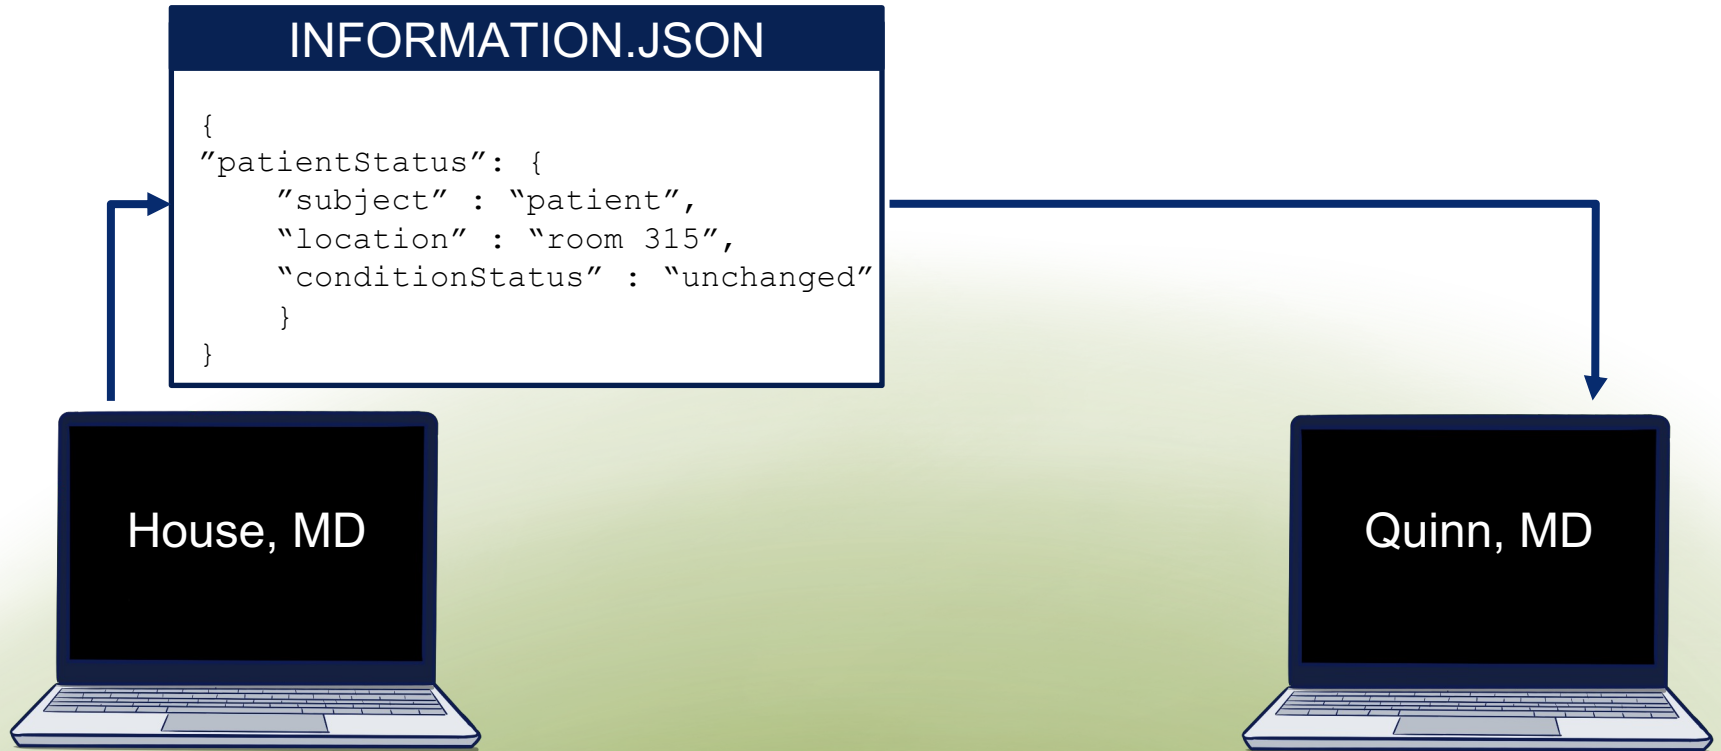 INFORMATION.JSON
{
”patientStatus”: {
    ”subject” : “patient”,
    “location” : “room 315”,
    “conditionStatus” : “unchanged”
    }
}
House, MD
Quinn, MD